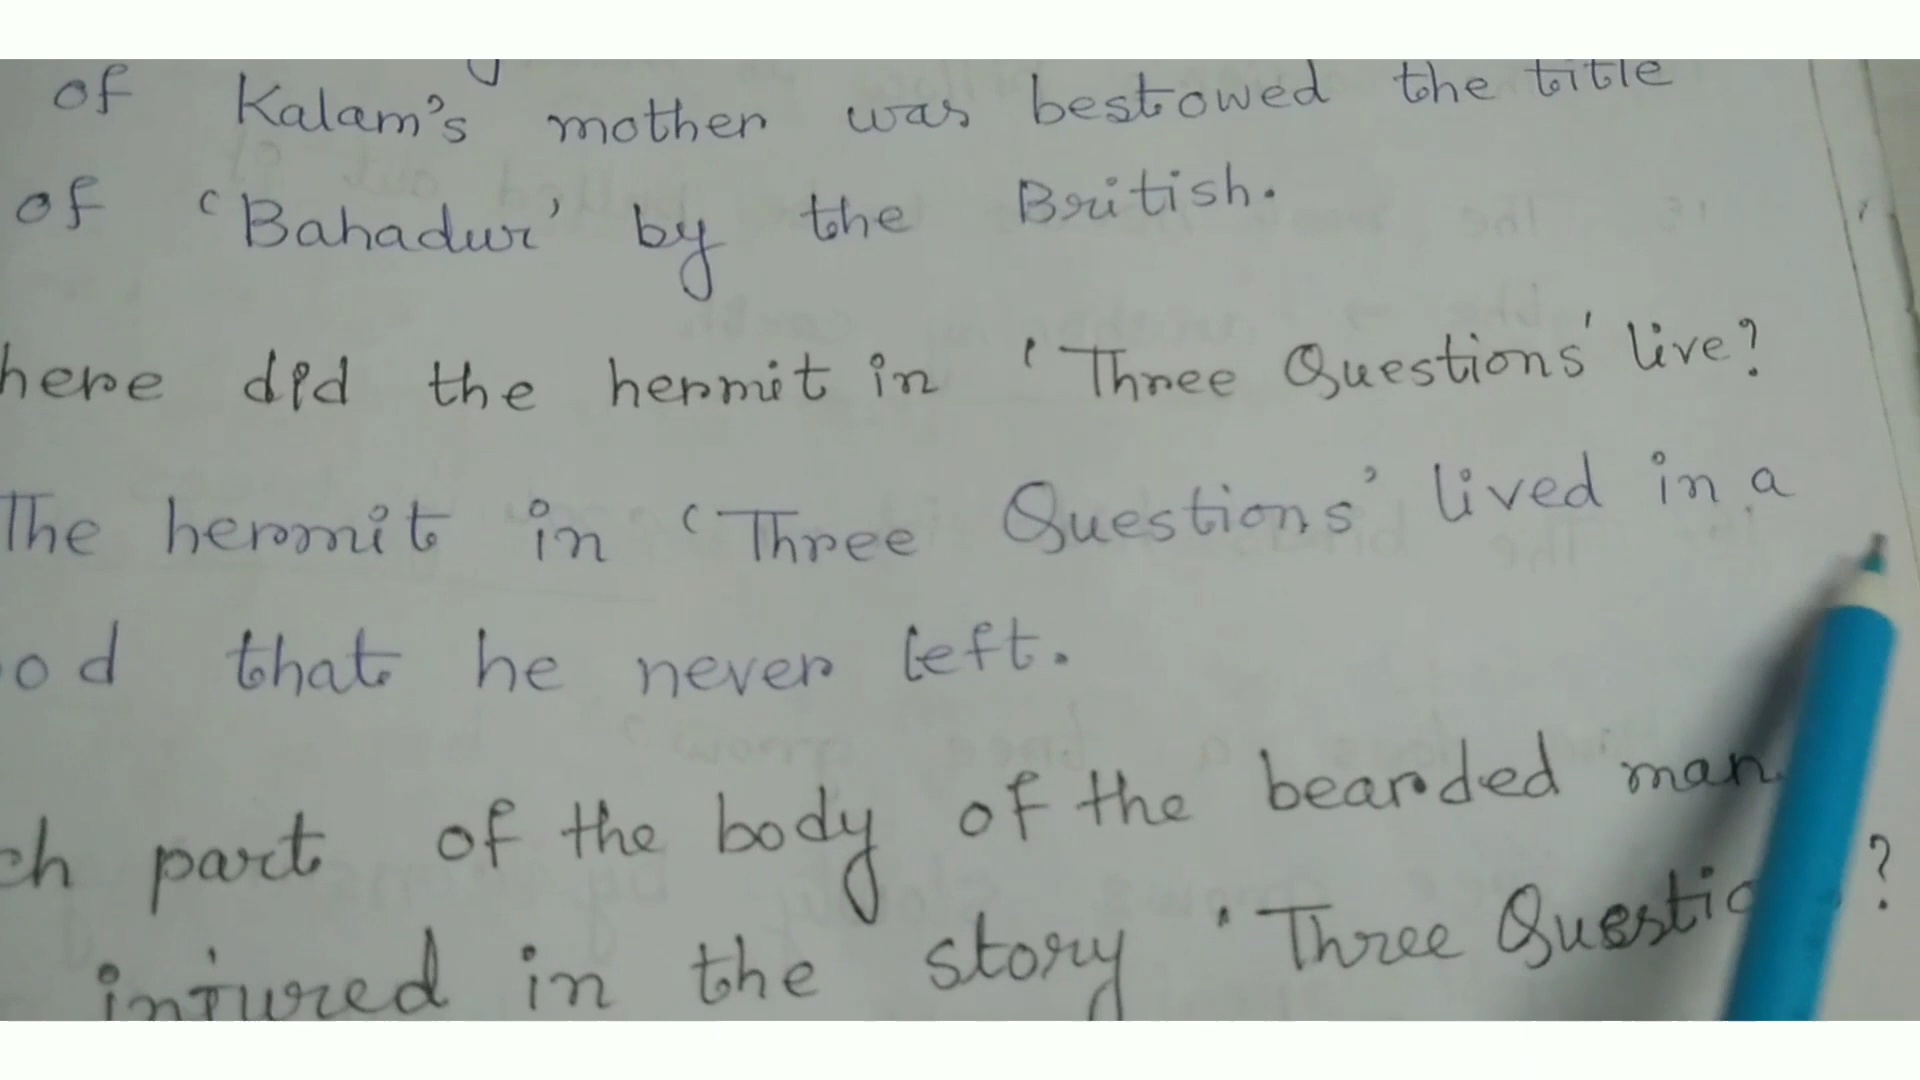 of Kalam's mother was bestowed the title
of 'Bahadur' by the British.
here did the hermit in 'Three Questions' live?
The hermit in 'Three Questions' lived in a
od that he never left.
ch part of the body of the bearded man
injured in the story 'Three Questio ?